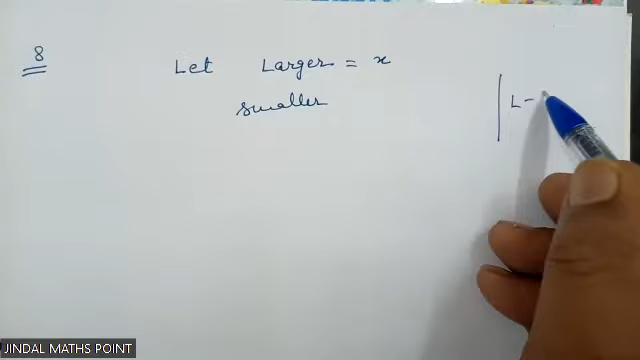 8
Let Larger = x
smaller
L -
JINDAL MATHS POINT